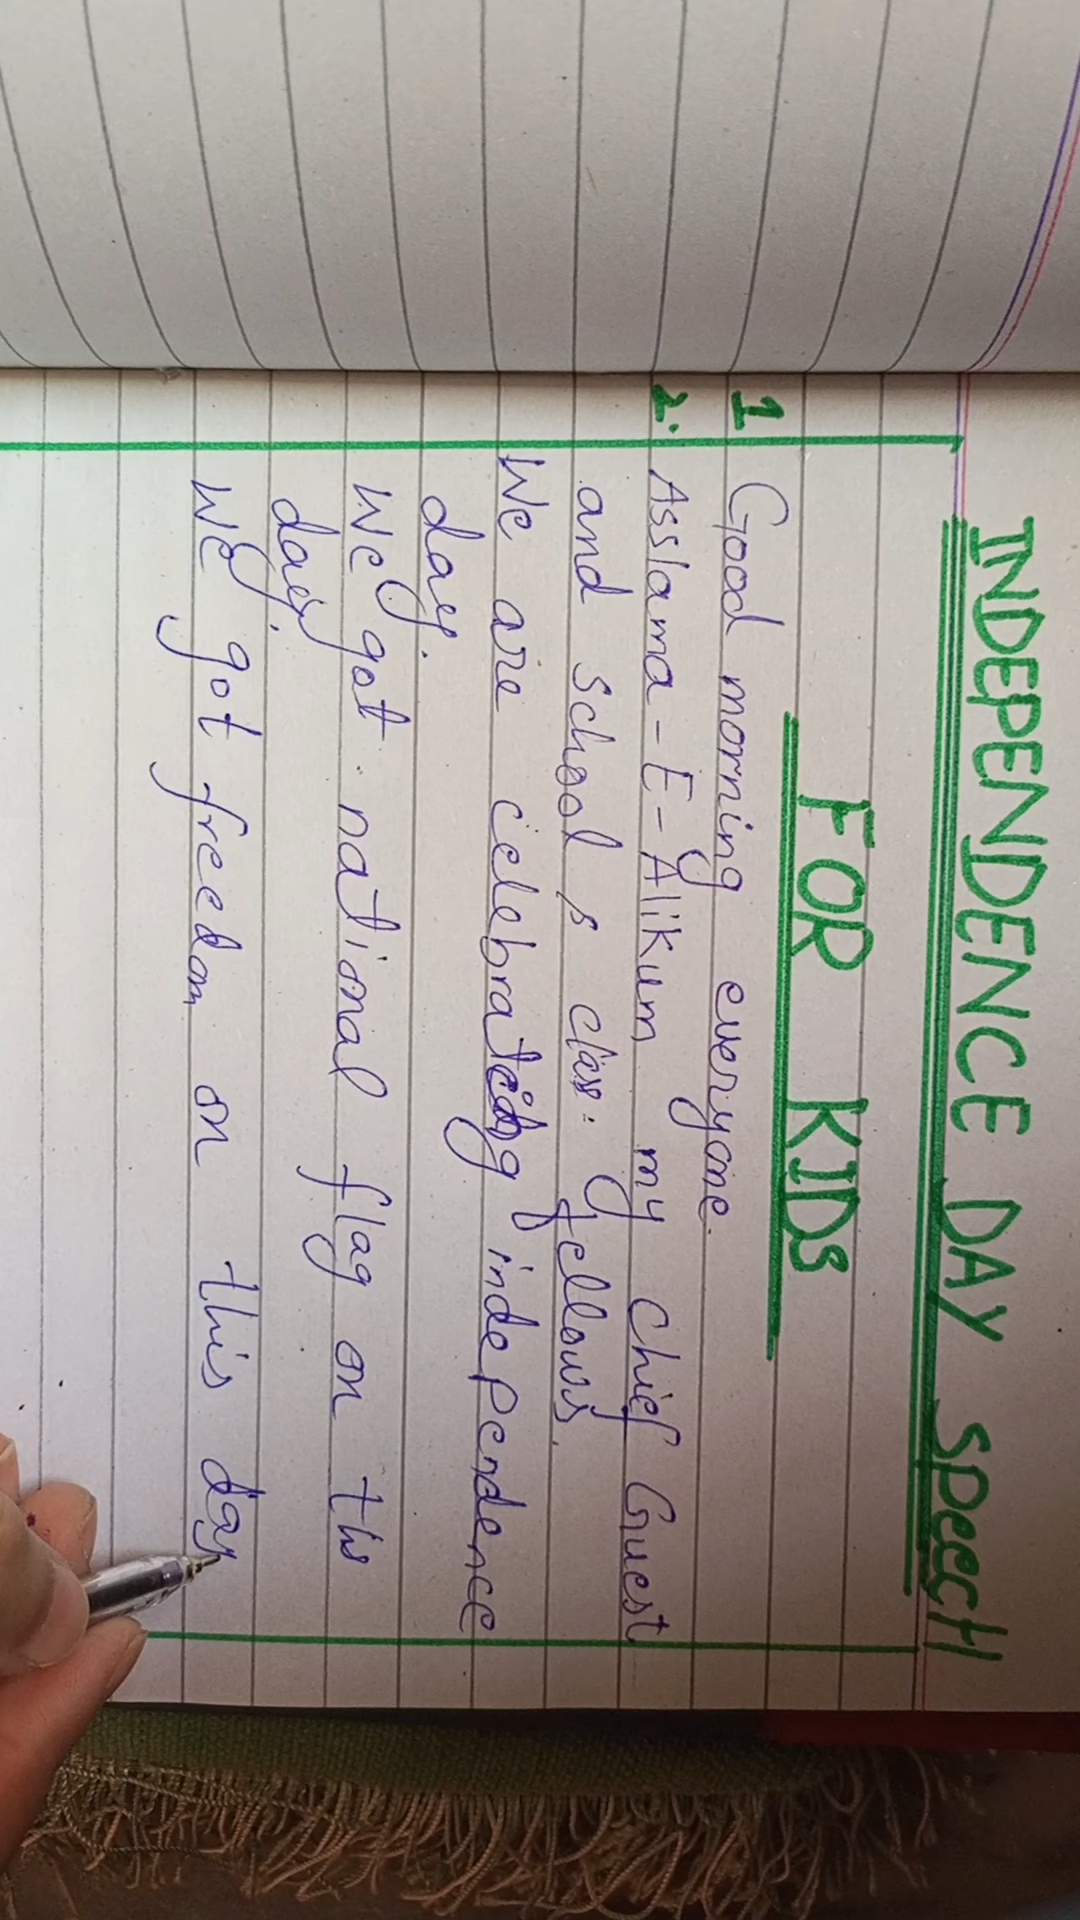 INDEPENDENCE DAY SPEECH
FOR KIDS
1 Good morning everyone.
2. Asslama-E-Alikum my Chief Guest
and school s class: fellows.
We are celebrating independence
day.
We got national flag on this
day.
We got freedom on this day